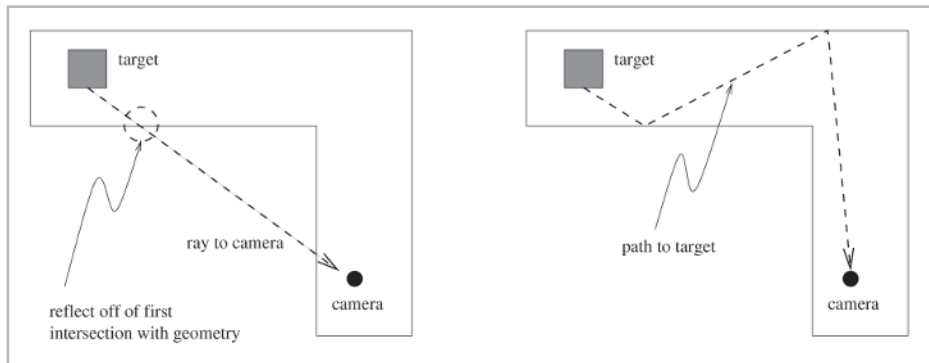 target
ray to camera
reflect off of first
intersection with geometry
camera
target
path to target
camera